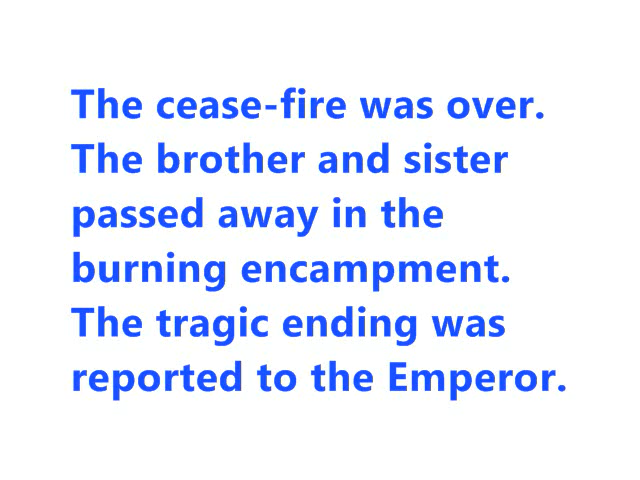 The cease-fire was over.
The brother and sister
passed away in the
burning encampment.
The tragic ending was
reported to the Emperor.